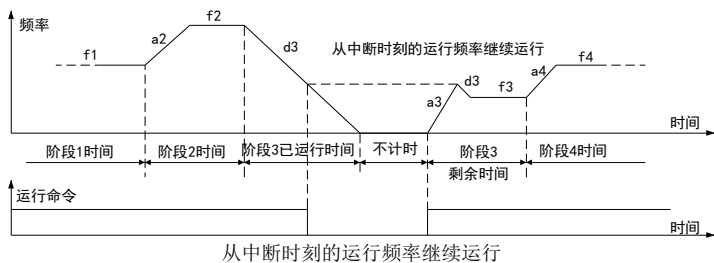 频率
f1
a2
f2
d3
从中断时刻的运行频率继续运行
a3
d3
f3
a4
f4
时间
阶段1时间
阶段2时间
阶段3已运行时间
不计时
阶段3
剩余时间
阶段4时间
运行命令
时间
从中断时刻的运行频率继续运行